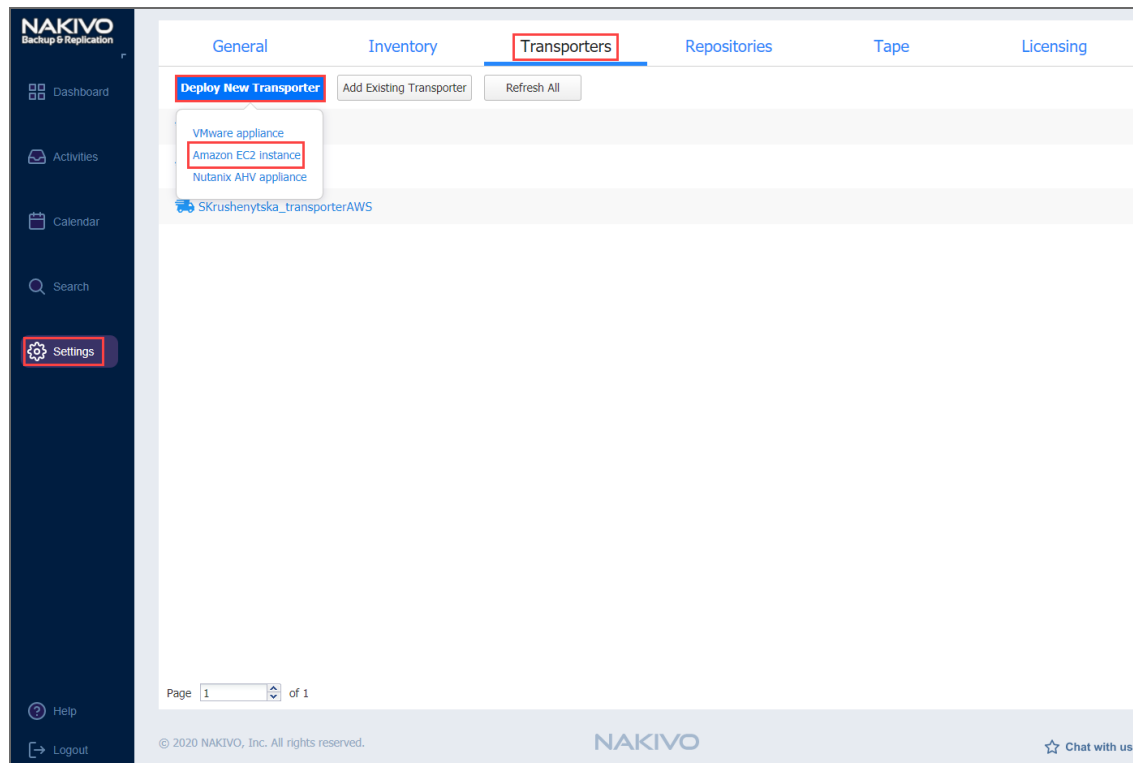 NAKIVO
Backup & Replication
General Inventory Transporters Repositories Tape Licensing
Deploy New Transporter Add Existing Transporter Refresh All
VMware appliance
Amazon EC2 instance
Nutanix AHV appliance
SKrushenytska_transporterAWS
Dashboard
Activities
Calendar
Search
Settings
Help
Logout
Page 1 of 1
© 2020 NAKIVO, Inc. All rights reserved. NAKIVO Chat with us